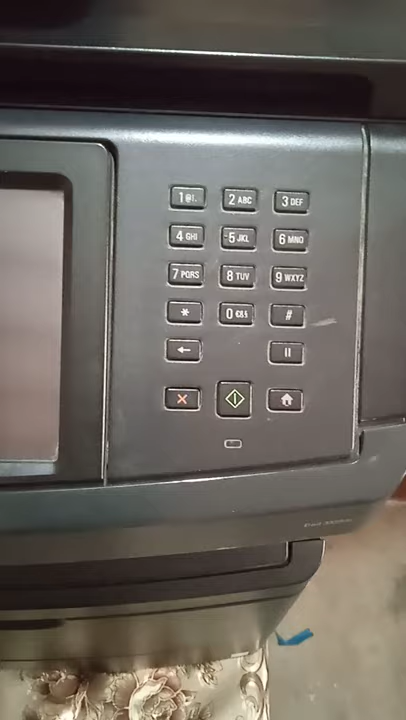 1 @!. 2 ABC 3 DEF
4 GHI 5 JKL 6 MNO
7 PQRS 8 TUV 9 WXYZ
* 0 #